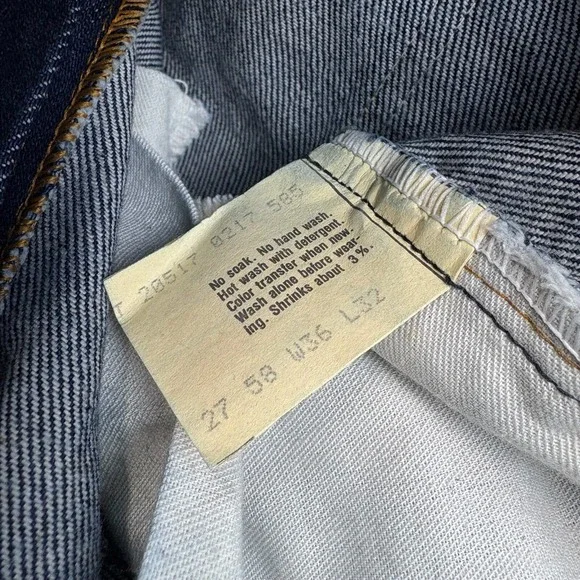 T 20517 0217 585
No soak. No hand wash.
Hot wash with detergent.
Color transfer when new.
Wash alone before wear-
ing. Shrinks about 3%.
27 58 W36 L32